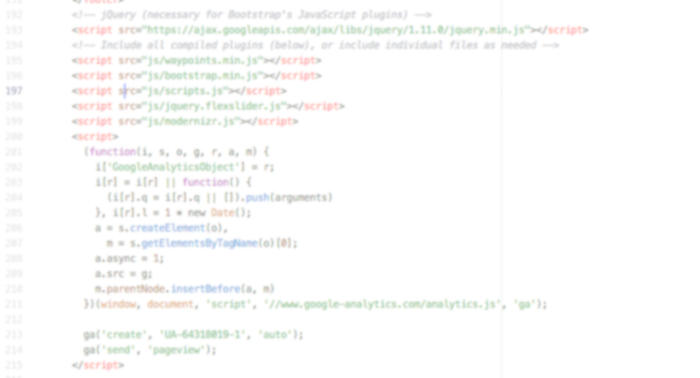 </footer>
192 <!-- jQuery (necessary for Bootstrap's JavaScript plugins) -->
193 <script src="https://ajax.googleapis.com/ajax/libs/jquery/1.11.0/jquery.min.js"></script>
194 <!-- Include all compiled plugins (below), or include individual files as needed -->
195 <script src="js/waypoints.min.js"></script>
196 <script src="js/bootstrap.min.js"></script>
197 <script src="js/scripts.js"></script>
198 <script src="js/jquery.flexslider.js"></script>
199 <script src="js/modernizr.js"></script>
200 <script>
201 (function(i, s, o, g, r, a, m) {
202 i['GoogleAnalyticsObject'] = r;
203 i[r] = i[r] || function() {
204 (i[r].q = i[r].q || []).push(arguments)
205 }, i[r].l = 1 * new Date();
206 a = s.createElement(o),
207 m = s.getElementsByTagName(o)[0];
208 a.async = 1;
209 a.src = g;
210 m.parentNode.insertBefore(a, m)
211 })(window, document, 'script', '//www.google-analytics.com/analytics.js', 'ga');
212
213 ga('create', 'UA-64318019-1', 'auto');
214 ga('send', 'pageview');
215 </script>